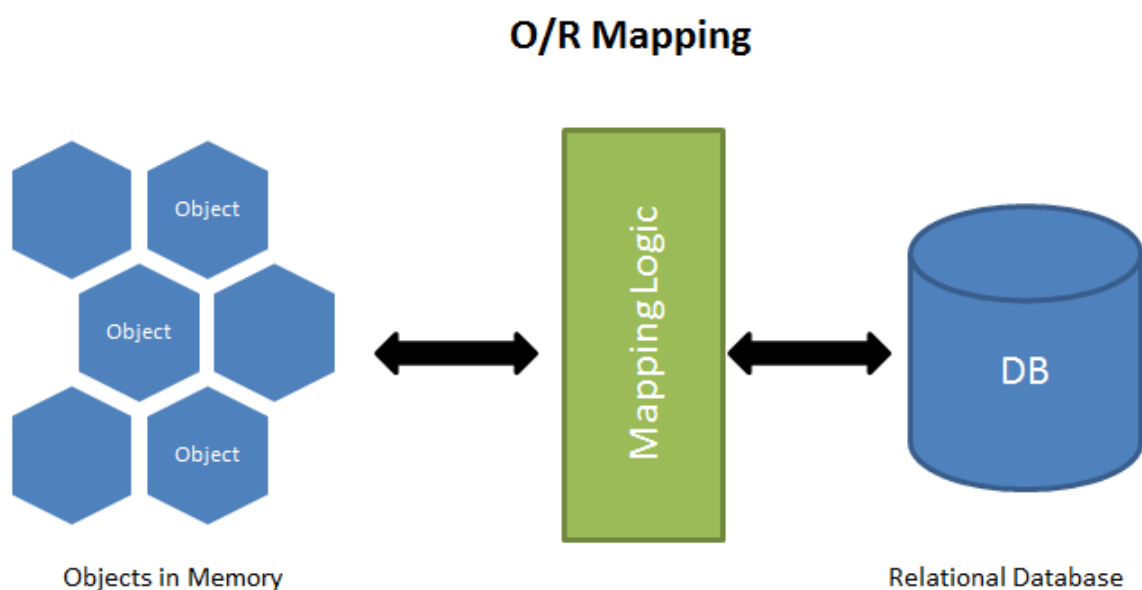 O/R Mapping
Object
Object
Object
Mapping Logic
DB
Objects in Memory
Relational Database